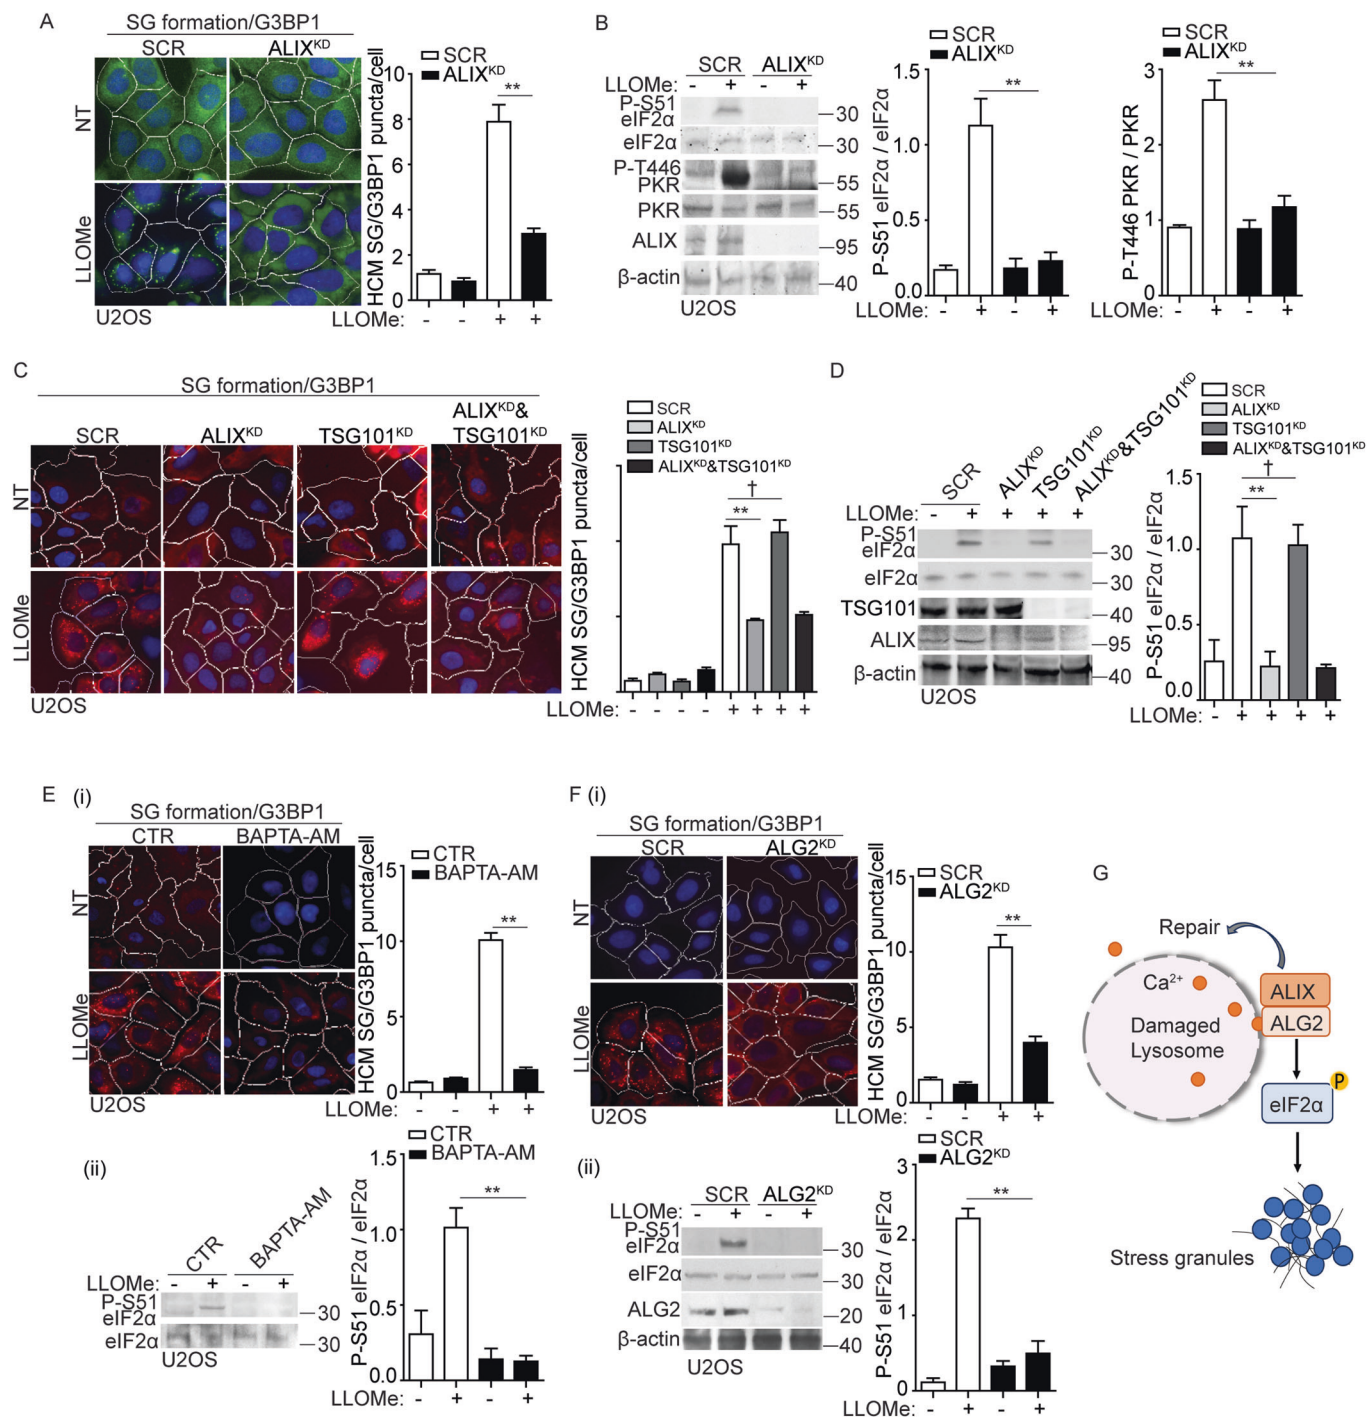 A
SG formation/G3BP1
SCR ALIXᴷᴰ
NT
LLOMe
U2OS
HCM SG/G3BP1 puncta/cell
SCR
ALIXᴷᴰ
**
10
8
6
4
2
0
LLOMe: - - + +
B
SCR ALIXᴷᴰ
LLOMe: - + - +
P-S51
eIF2α
30
eIF2α
30
P-T446
PKR
55
PKR
55
ALIX
95
β-actin
40
U2OS
P-S51 eIF2α / eIF2α
SCR
ALIXᴷᴰ
**
1.5
1.0
0.5
0.0
- + - +
P-T446 PKR / PKR
SCR
ALIXᴷᴰ
**
3
2
1
0
- + - +
C
SG formation/G3BP1
SCR ALIXᴷᴰ TSG101ᴷᴰ ALIXᴷᴰ&
TSG101ᴷᴰ
NT
LLOMe
U2OS
HCM SG/G3BP1 puncta/cell
SCR
ALIXᴷᴰ
TSG101ᴷᴰ
ALIXᴷᴰ&TSG101ᴷᴰ
†
**
LLOMe: - - - - + + + +
D
SCR ALIXᴷᴰ TSG101ᴷᴰ ALIXᴷᴰ&TSG101ᴷᴰ
LLOMe: - + + + +
P-S51
eIF2α
30
eIF2α
30
TSG101
40
ALIX
95
β-actin
40
U2OS
P-S51 eIF2α / eIF2α
SCR
ALIXᴷᴰ
TSG101ᴷᴰ
ALIXᴷᴰ&TSG101ᴷᴰ
†
**
1.5
1.0
0.5
0.0
LLOMe: - + + + +
E (i)
SG formation/G3BP1
CTR BAPTA-AM
NT
LLOMe
U2OS
HCM SG/G3BP1 puncta/cell
CTR
BAPTA-AM
**
15
10
5
0
LLOMe: - - + +
(ii)
CTR BAPTA-AM
LLOMe: - + - +
P-S51
eIF2α
30
eIF2α
30
U2OS
P-S51 eIF2α / eIF2α
CTR
BAPTA-AM
**
1.5
1.0
0.5
0.0
LLOMe: - + - +
F (i)
SG formation/G3BP1
SCR ALG2ᴷᴰ
NT
LLOMe
U2OS
HCM SG/G3BP1 puncta/cell
SCR
ALG2ᴷᴰ
**
15
10
5
0
LLOMe: - - + +
(ii)
SCR ALG2ᴷᴰ
LLOMe: - + - +
P-S51
eIF2α
30
eIF2α
30
ALG2
20
β-actin
40
U2OS
P-S51 eIF2α / eIF2α
SCR
ALG2ᴷᴰ
**
3
2
1
0
LLOMe: - + - +
G
Repair
Ca²⁺
ALIX
ALG2
Damaged
Lysosome
P
eIF2α
Stress granules